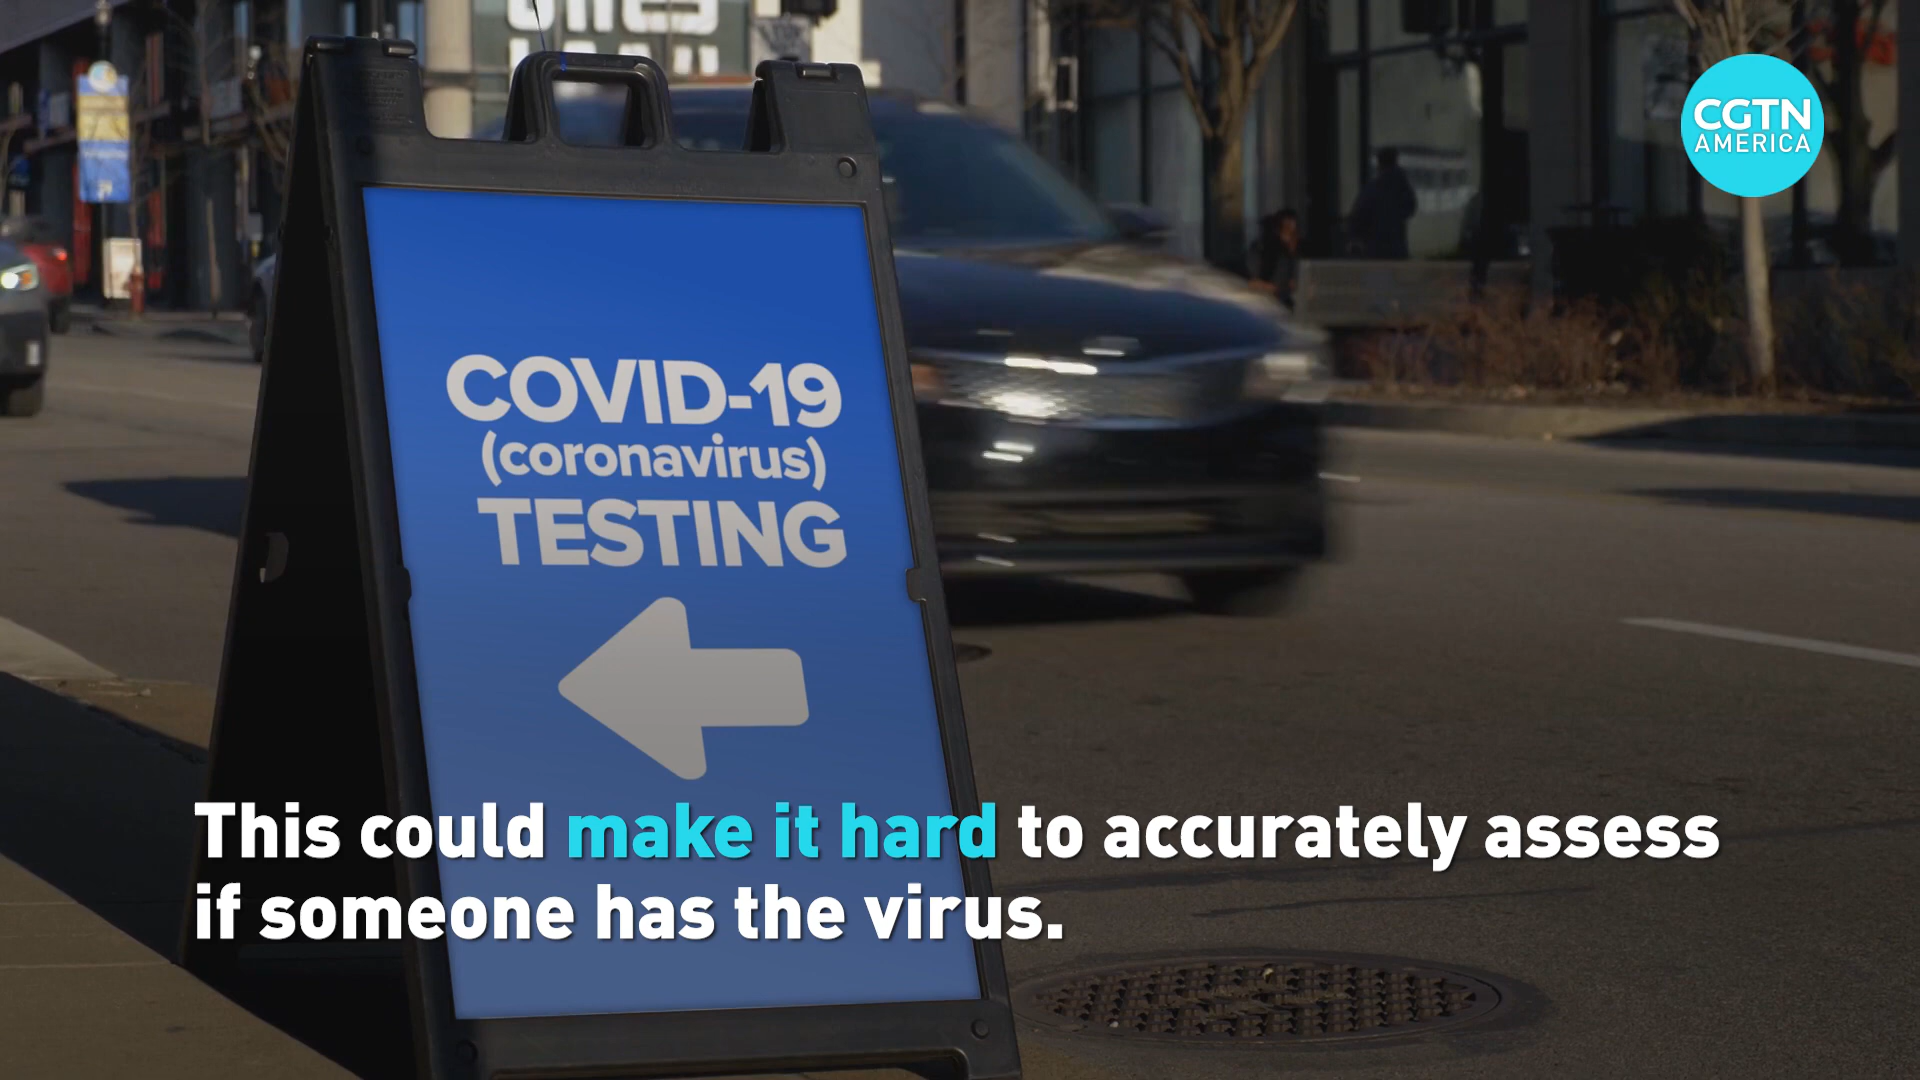 CGTN
AMERICA
COVID-19
(coronavirus)
TESTING
This could make it hard to accurately assess
if someone has the virus.